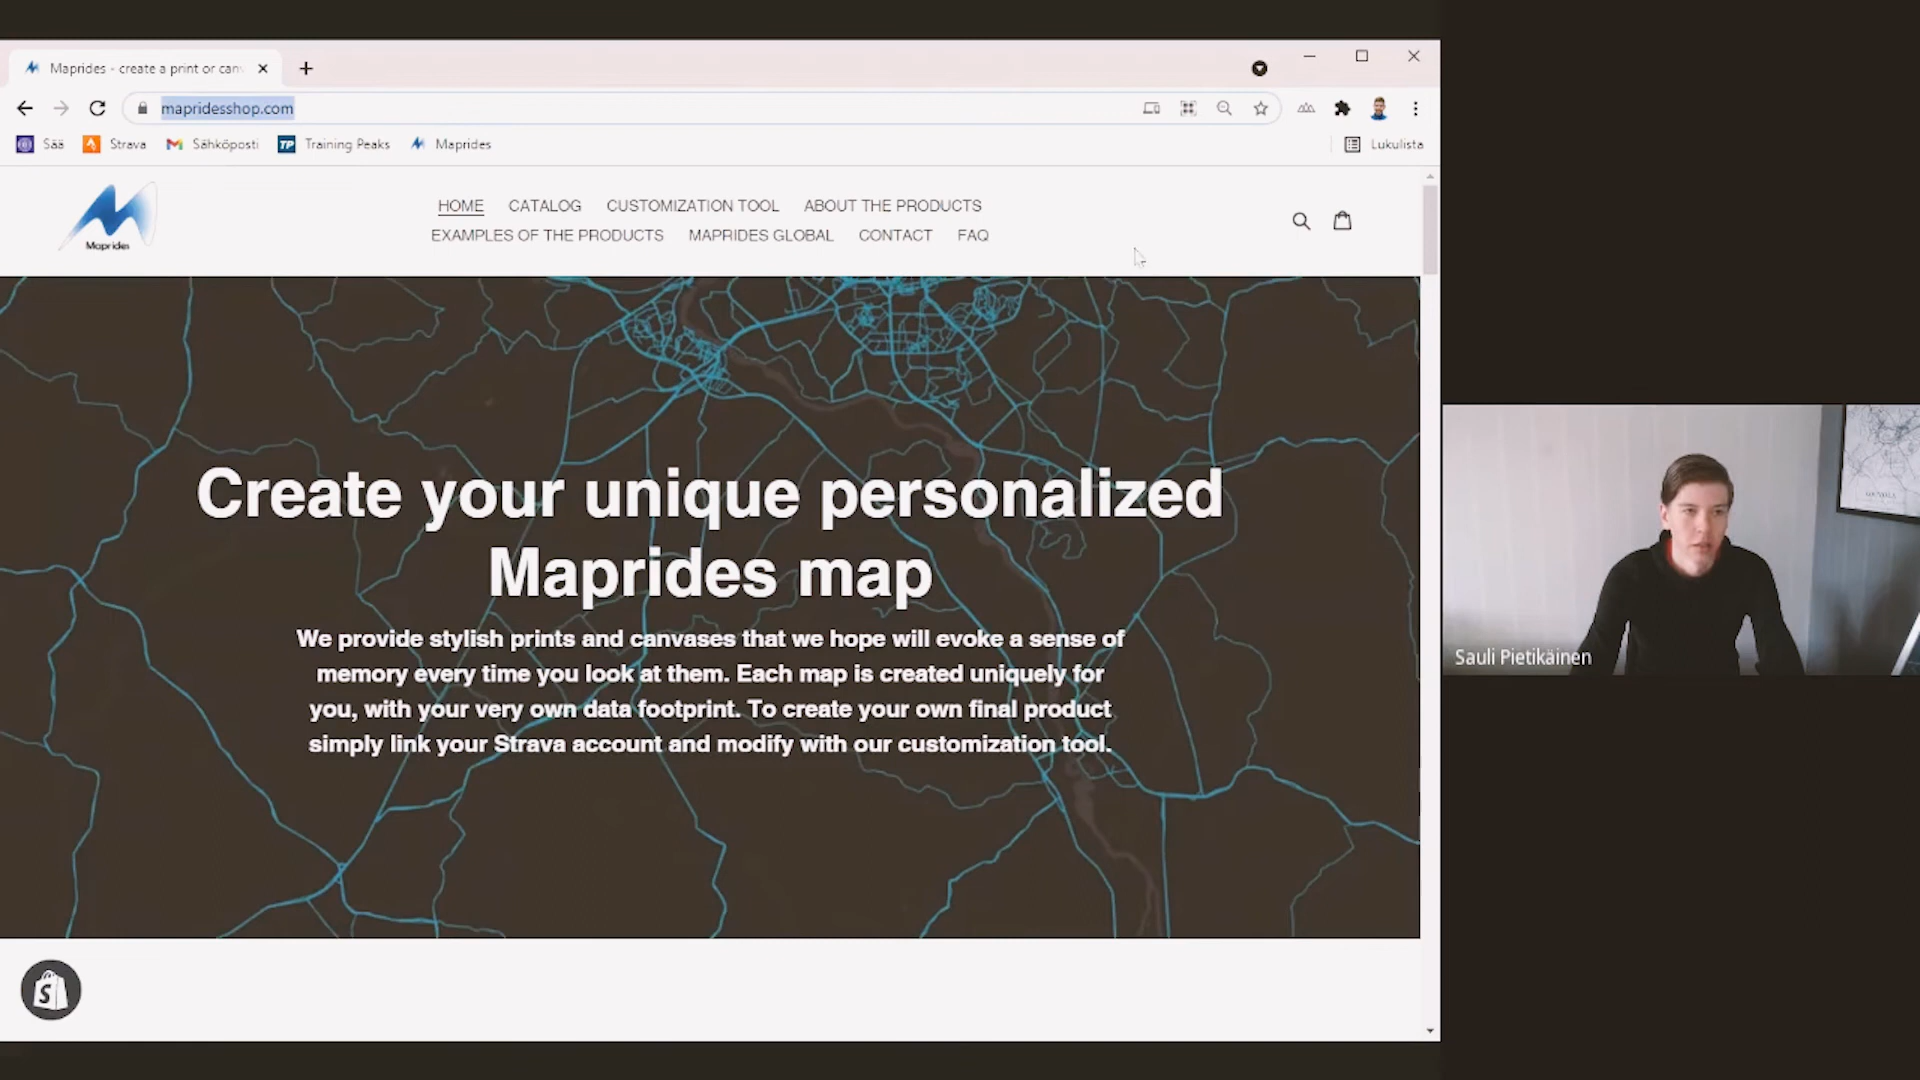 Maprides - create a print or can
mapridesshop.com
Sää
Strava
Sähköposti
TP
Training Peaks
Maprides
Lukulista
Maprides
HOME
CATALOG
CUSTOMIZATION TOOL
ABOUT THE PRODUCTS
EXAMPLES OF THE PRODUCTS
MAPRIDES GLOBAL
CONTACT
FAQ
Create your unique personalized
Maprides map
We provide stylish prints and canvases that we hope will evoke a sense of
memory every time you look at them. Each map is created uniquely for
you, with your very own data footprint. To create your own final product
simply link your Strava account and modify with our customization tool.
Sauli Pietikäinen